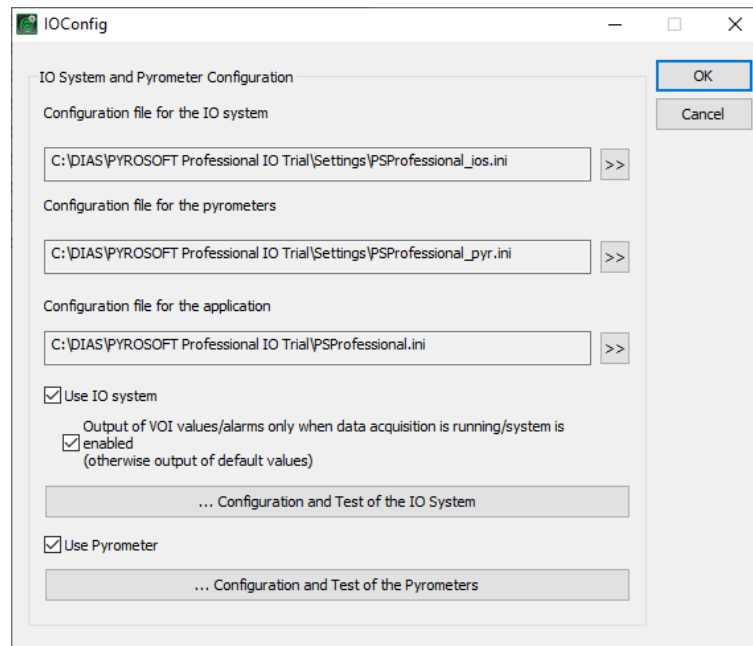 IOConfig
IO System and Pyrometer Configuration
OK
Configuration file for the IO system
Cancel
C:\DIAS\PYROSOFT Professional IO Trial\Settings\PSProfessional_ios.ini
>>
Configuration file for the pyrometers
C:\DIAS\PYROSOFT Professional IO Trial\Settings\PSProfessional_pyr.ini
>>
Configuration file for the application
C:\DIAS\PYROSOFT Professional IO Trial\PSProfessional.ini
>>
Use IO system
Output of VOI values/alarms only when data acquisition is running/system is
enabled
(otherwise output of default values)
... Configuration and Test of the IO System
Use Pyrometer
... Configuration and Test of the Pyrometers